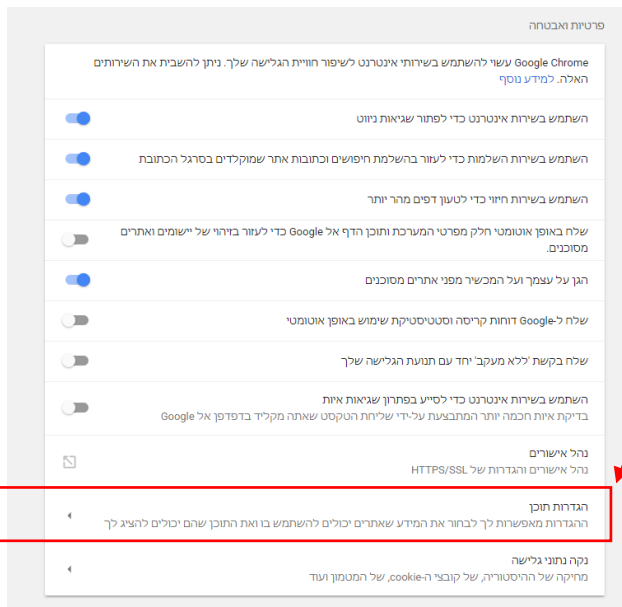 פרטיות ואבטחה
Google Chrome עשוי להשתמש בשירותי אינטרנט לשיפור חוויית הגלישה שלך. ניתן להשבית את השירותים
האלה. למידע נוסף
השתמש בשירות אינטרנט כדי לפתור שגיאות ניווט
השתמש בשירות השלמות כדי לעזור בהשלמת חיפושים וכתובות אתר שמוקלדים בסרגל הכתובת
השתמש בשירות חיזוי כדי לטעון דפים מהר יותר
שלח באופן אוטומטי חלק מפרטי המערכת ותוכן הדף אל Google כדי לעזור בזיהוי של יישומים ואתרים
מסוכנים.
הגן על עצמך ועל המכשיר מפני אתרים מסוכנים
שלח ל-Google דוחות קריסה וסטטיסטיקת שימוש באופן אוטומטי
שלח בקשת 'ללא מעקב' יחד עם תנועת הגלישה שלך
השתמש בשירות אינטרנט כדי לסייע בפתרון שגיאות איות
בדיקת איות חכמה יותר המתבצעת על-ידי שליחת הטקסט שאתה מקליד בדפדפן אל Google
נהל אישורים
נהל אישורים והגדרות של HTTPS/SSL
הגדרות תוכן
ההגדרות מאפשרות לך לבחור את המידע שאתרים יכולים להשתמש בו ואת התוכן שהם יכולים להציג לך
נקה נתוני גלישה
מחיקה של ההיסטוריה, של קובצי ה-cookie, של המטמון ועוד